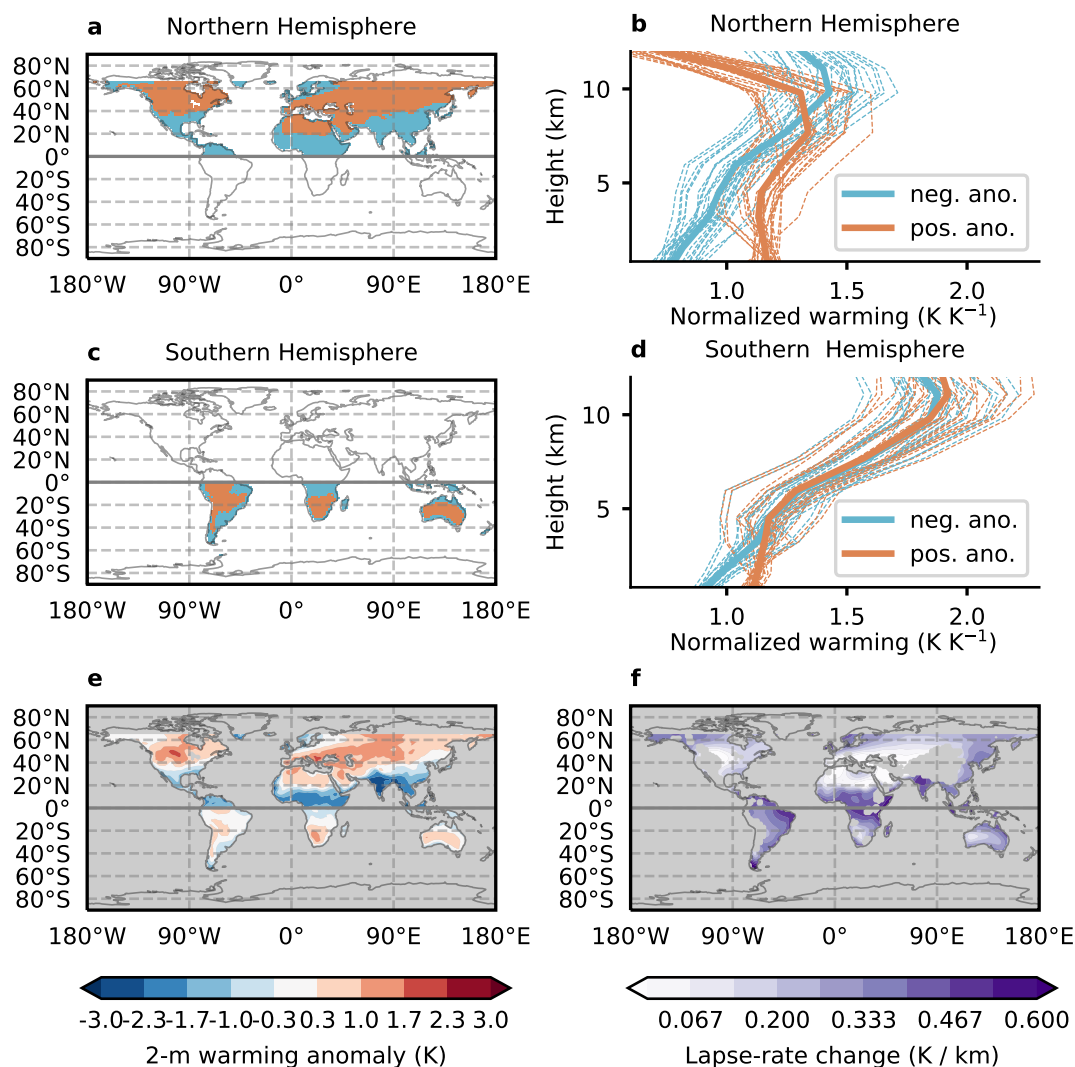 a Northern Hemisphere
80°N
60°N
40°N
20°N
0°
20°S
40°S
60°S
80°S
180°W 90°W 0° 90°E 180°E
b Northern Hemisphere
Height (km)
10
5
neg. ano.
pos. ano.
1.0 1.5 2.0
Normalized warming (K K⁻¹)
c Southern Hemisphere
80°N
60°N
40°N
20°N
0°
20°S
40°S
60°S
80°S
180°W 90°W 0° 90°E 180°E
d Southern  Hemisphere
Height (km)
10
5
neg. ano.
pos. ano.
1.0 1.5 2.0
Normalized warming (K K⁻¹)
e
80°N
60°N
40°N
20°N
0°
20°S
40°S
60°S
80°S
180°W 90°W 0° 90°E 180°E
-3.0 -2.3 -1.7 -1.0 -0.3 0.3 1.0 1.7 2.3 3.0
2-m warming anomaly (K)
f
80°N
60°N
40°N
20°N
0°
20°S
40°S
60°S
80°S
180°W 90°W 0° 90°E 180°E
0.067 0.200 0.333 0.467 0.600
Lapse-rate change (K / km)